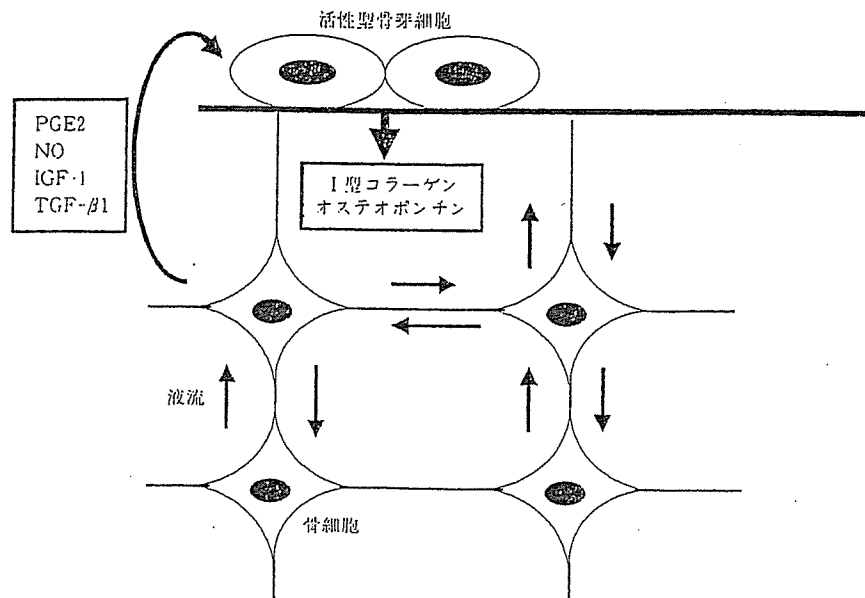 活性型骨芽細胞
PGE2
NO
IGF-1
TGF-β1
I型コラーゲン
オステオポンチン
液流
骨細胞